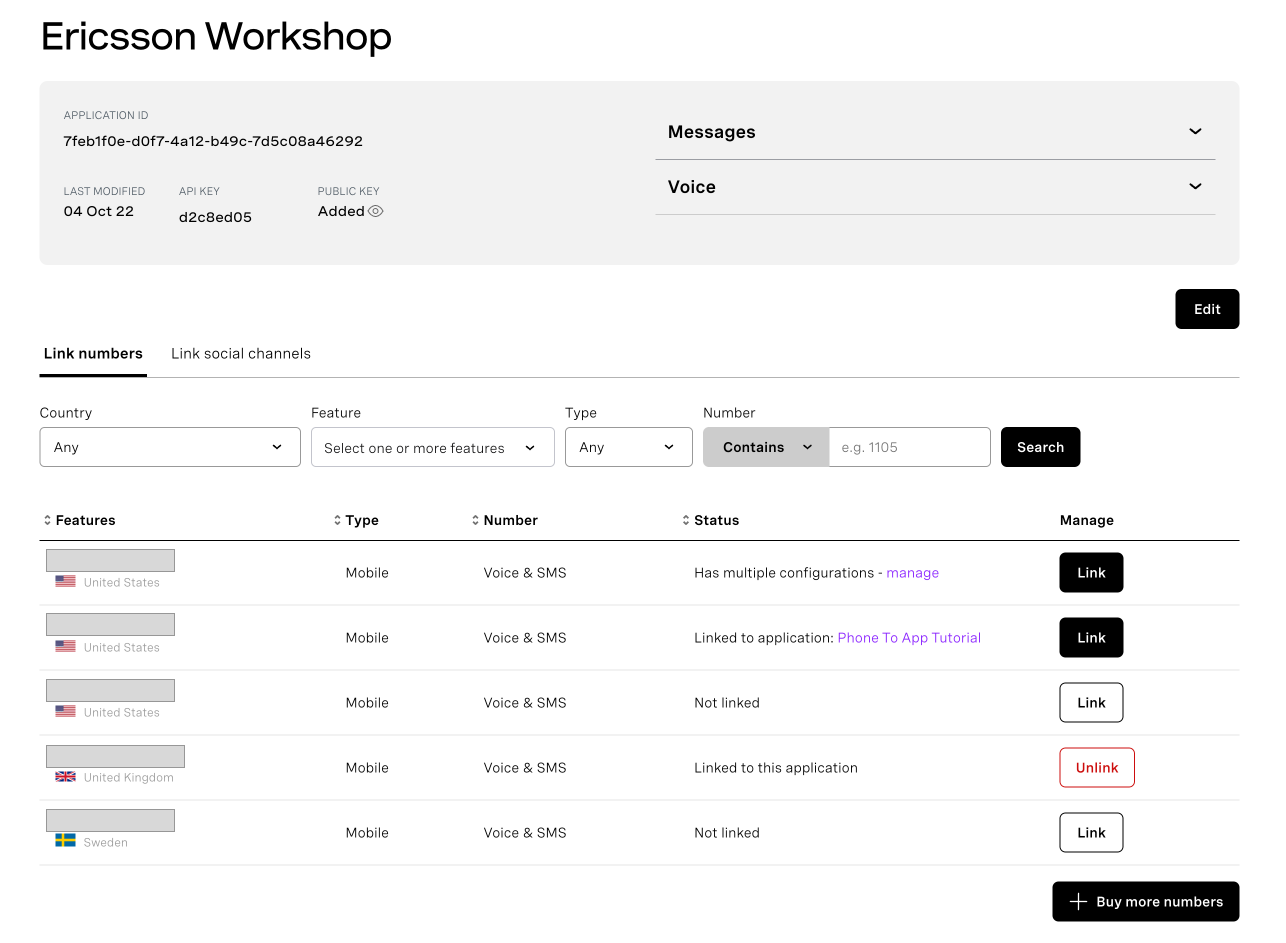 Ericsson Workshop
APPLICATION ID
7feb1f0e-d0f7-4a12-b49c-7d5c08a46292
LAST MODIFIED API KEY PUBLIC KEY
04 Oct 22 d2c8ed05 Added
Messages
Voice
Edit
Link numbers Link social channels
Country Feature Type Number
Any Select one or more features Any Contains e.g. 1105 Search
Features Type Number Status Manage
United States Mobile Voice & SMS Has multiple configurations - manage Link
United States Mobile Voice & SMS Linked to application: Phone To App Tutorial Link
United States Mobile Voice & SMS Not linked Link
United Kingdom Mobile Voice & SMS Linked to this application Unlink
Sweden Mobile Voice & SMS Not linked Link
Buy more numbers